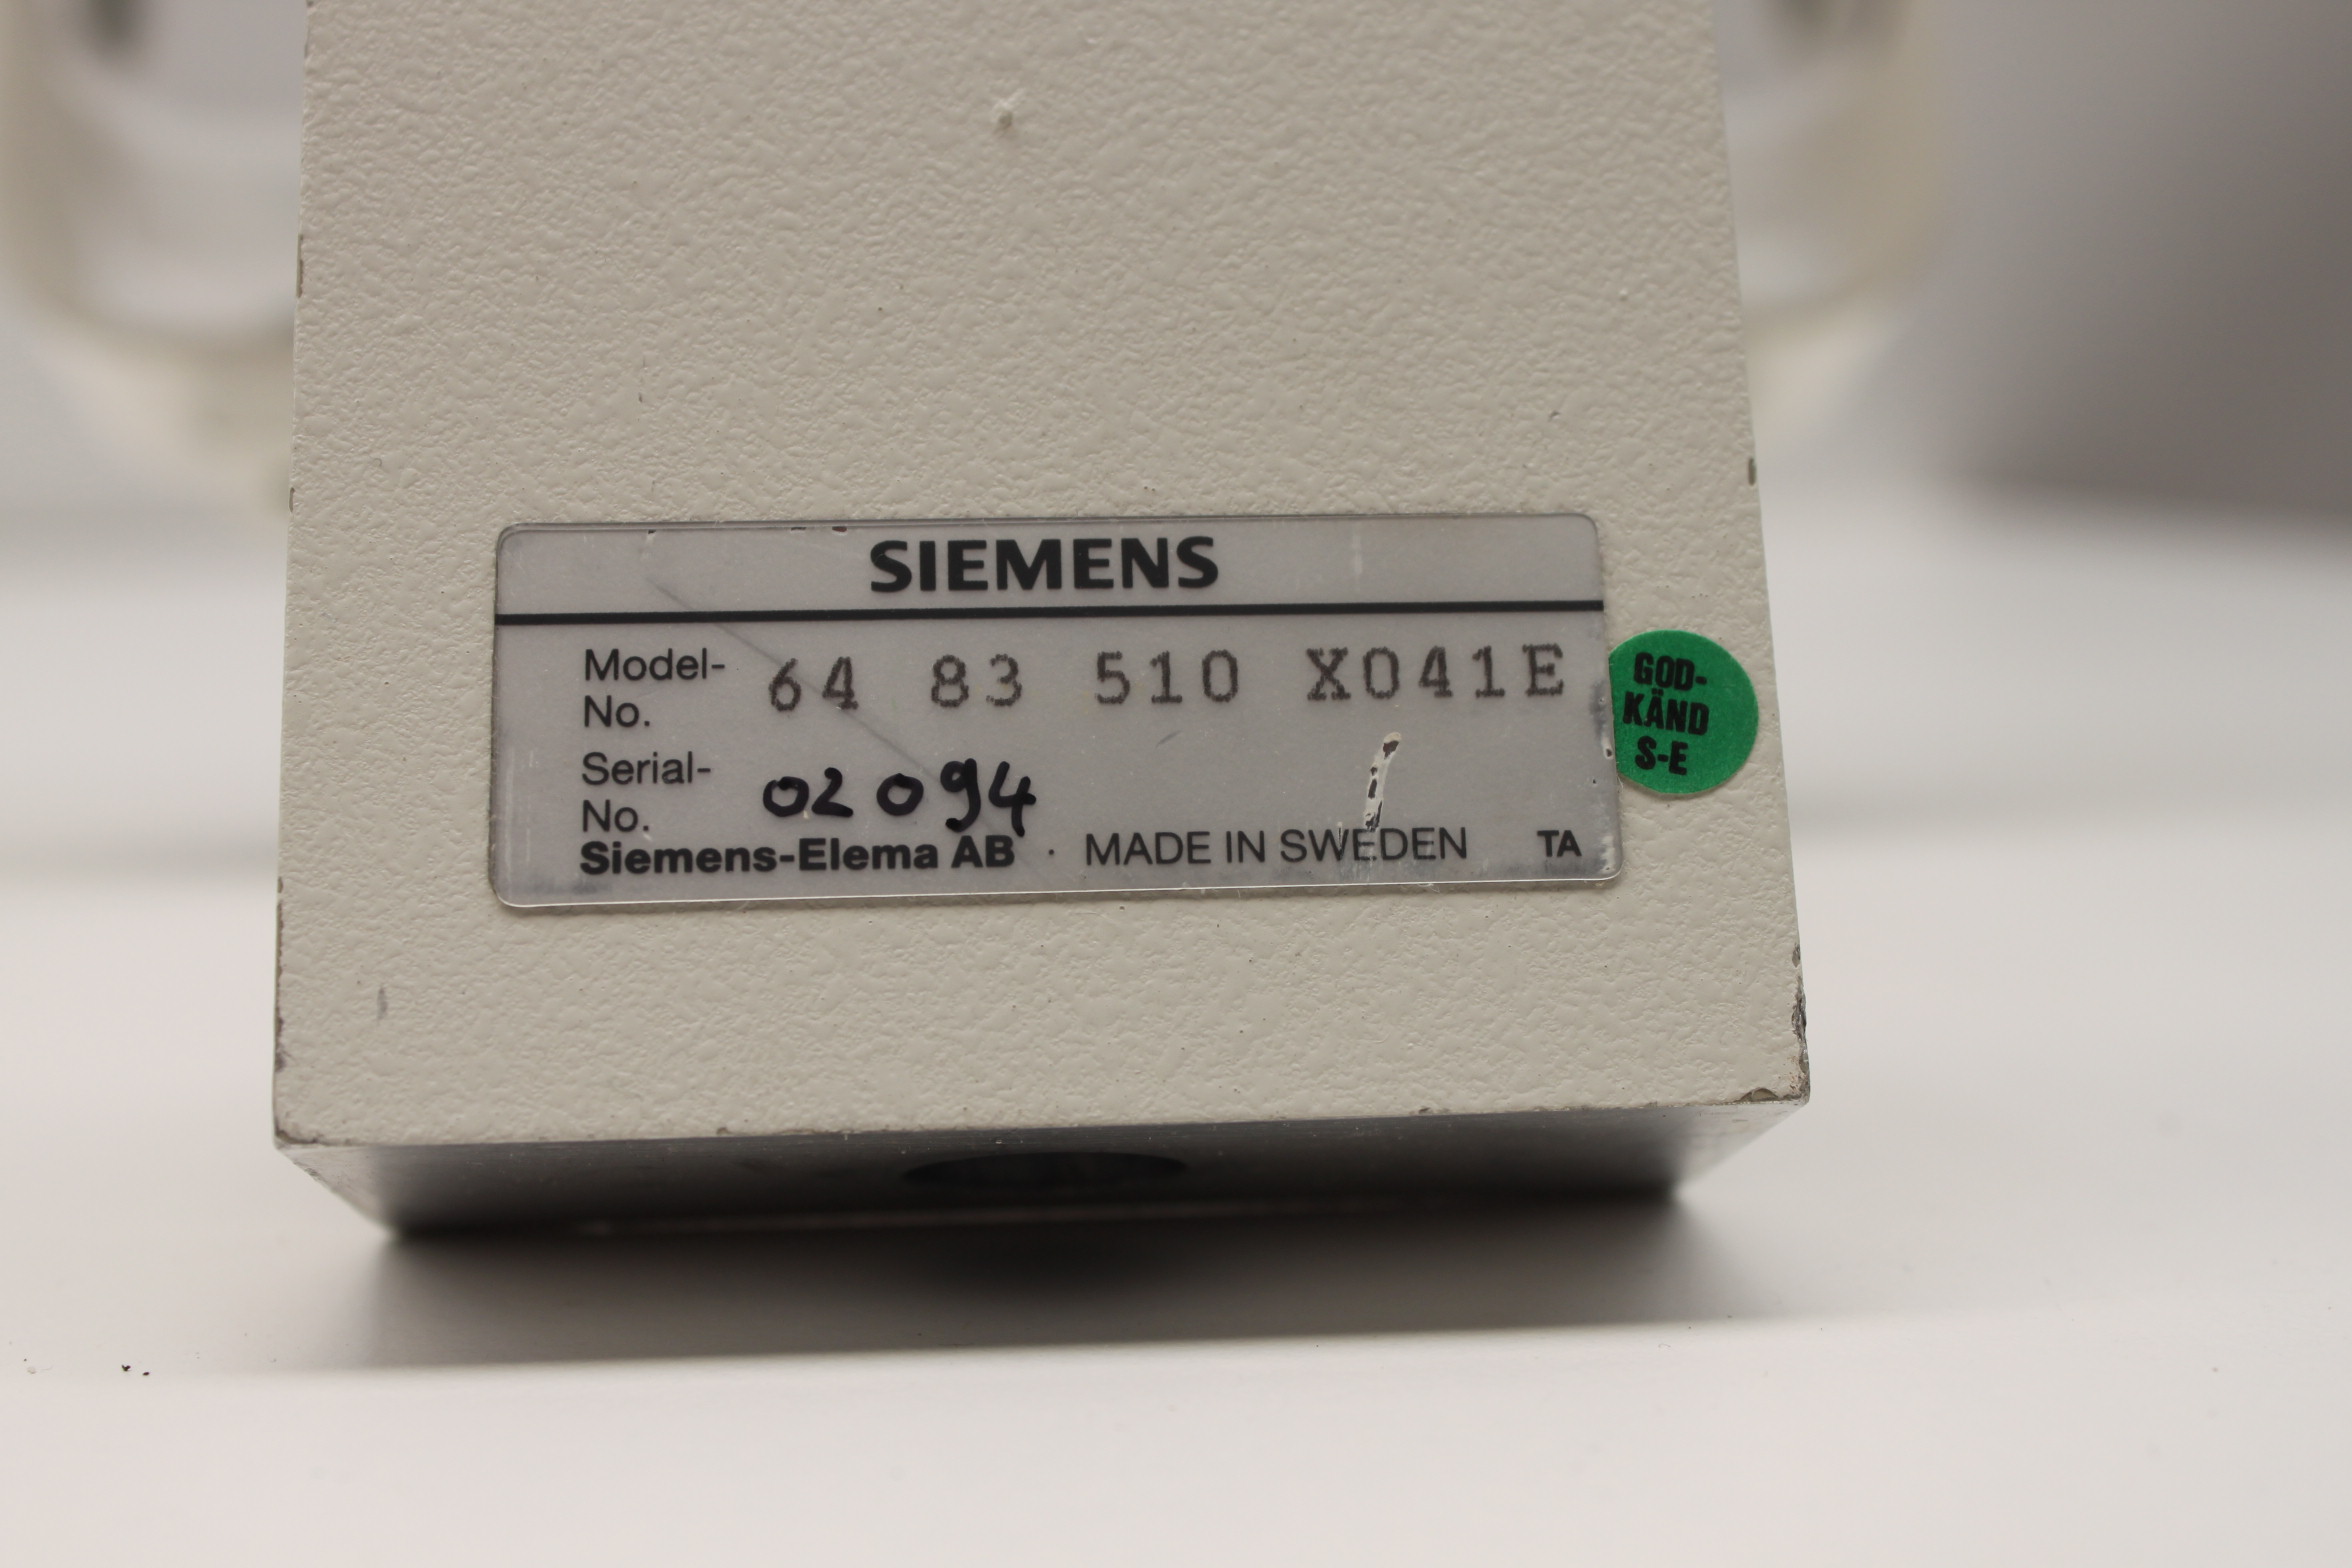 SIEMENS
Model-
No.
64 83 510 X041E
Serial-
No.
02094
Siemens-Elema AB · MADE IN SWEDEN TA
GOD-
KÄND
S-E